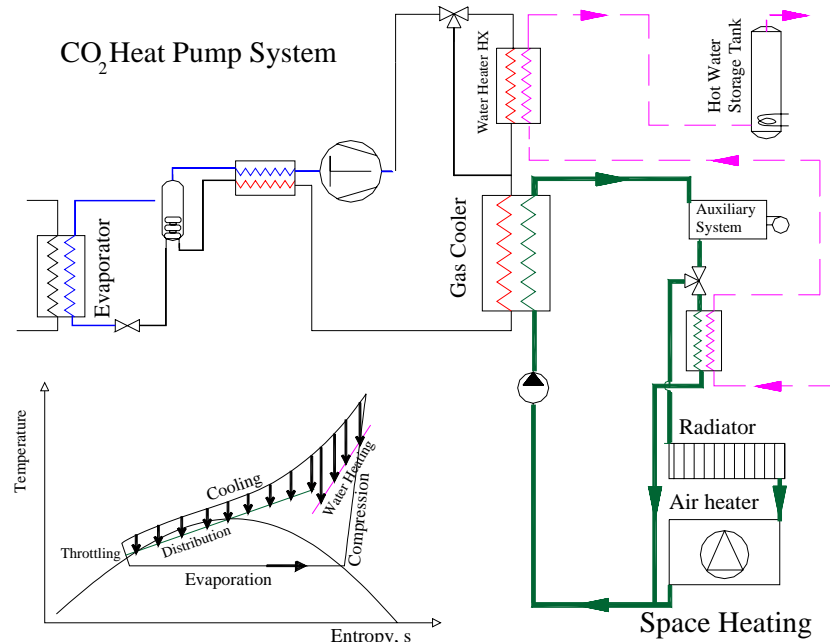 CO2 Heat Pump System
Water Heater HX
Hot Water
Storage Tank
Evaporator
Gas Cooler
Auxiliary
System
Radiator
Air heater
Space Heating
Temperature
Cooling
Water Heating
Compression
Throttling
Distribution
Evaporation
Entropy, s